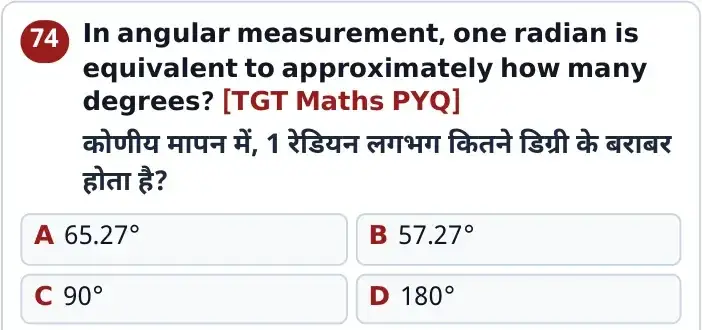 74 In angular measurement, one radian is
equivalent to approximately how many
degrees? [TGT Maths PYQ]
कोणीय मापन में, 1 रेडियन लगभग कितने डिग्री के बराबर
होता है?
A 65.27°
B 57.27°
C 90°
D 180°